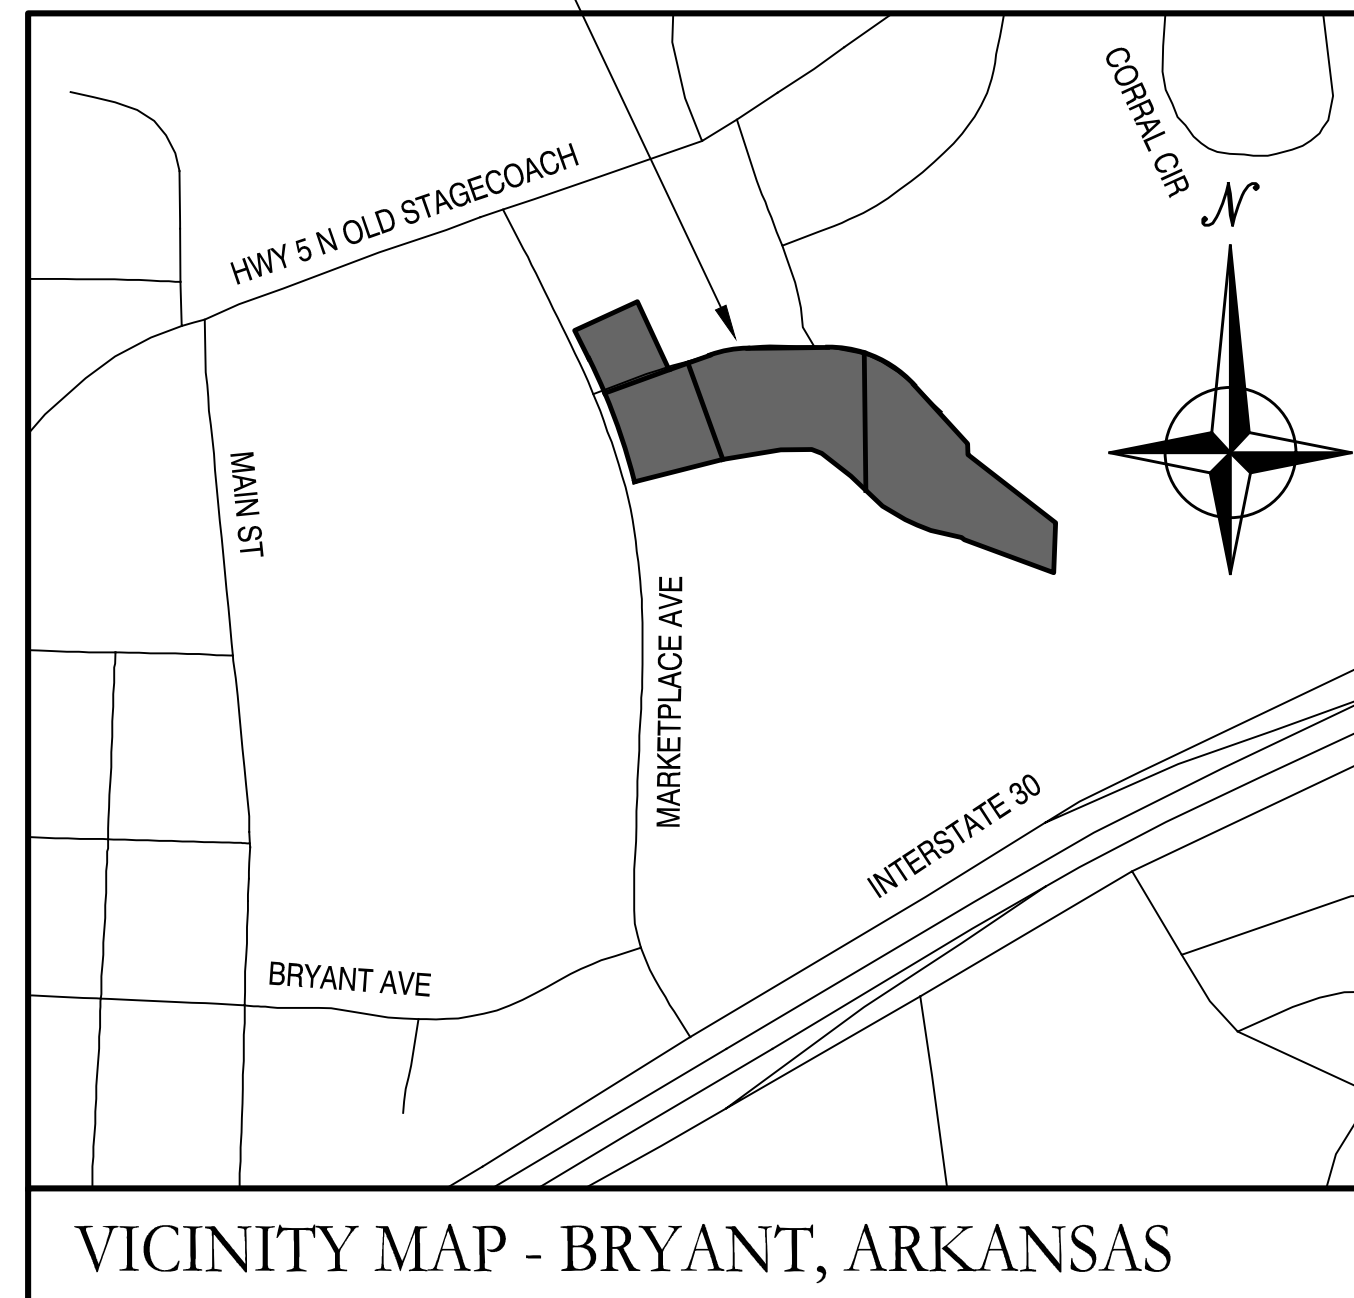 CORRAL CIR
N
HWY 5 N OLD STAGECOACH
MAIN ST
MARKETPLACE AVE
INTERSTATE 30
BRYANT AVE
VICINITY MAP - BRYANT, ARKANSAS